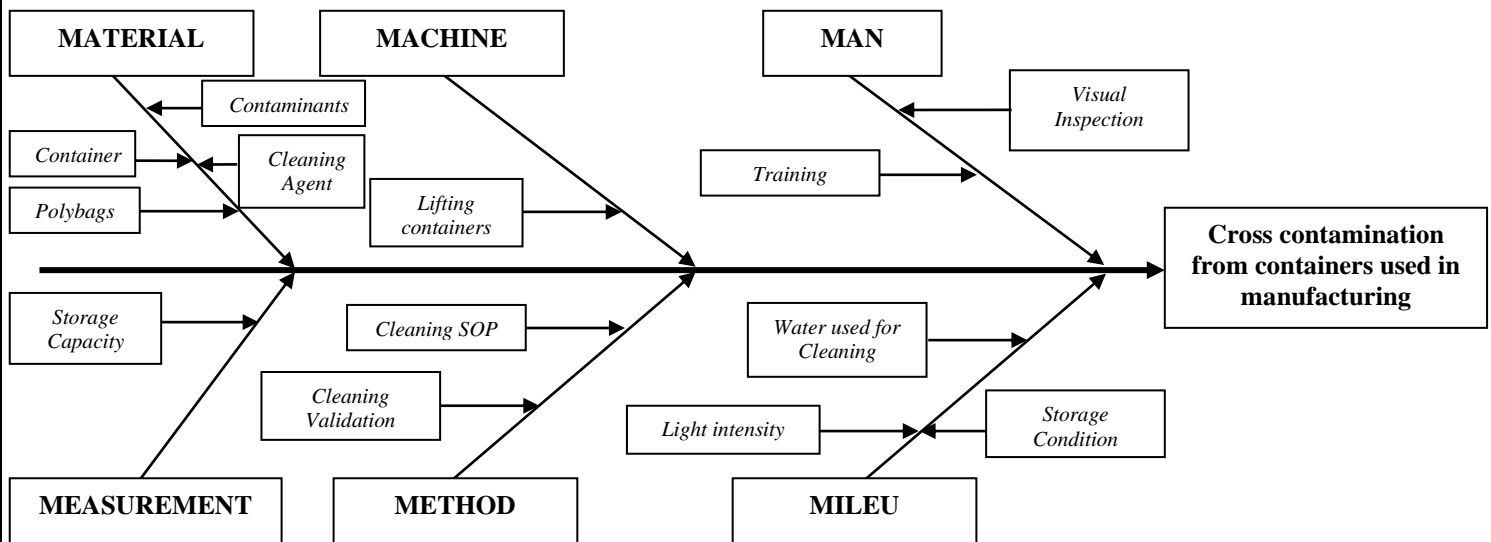 MATERIAL
MACHINE
MAN
Contaminants
Visual
Inspection
Container
Cleaning
Agent
Training
Polybags
Lifting
containers
Cross contamination
from containers used in
manufacturing
Storage
Capacity
Cleaning SOP
Water used for
Cleaning
Cleaning
Validation
Light intensity
Storage
Condition
MEASUREMENT
METHOD
MILEU